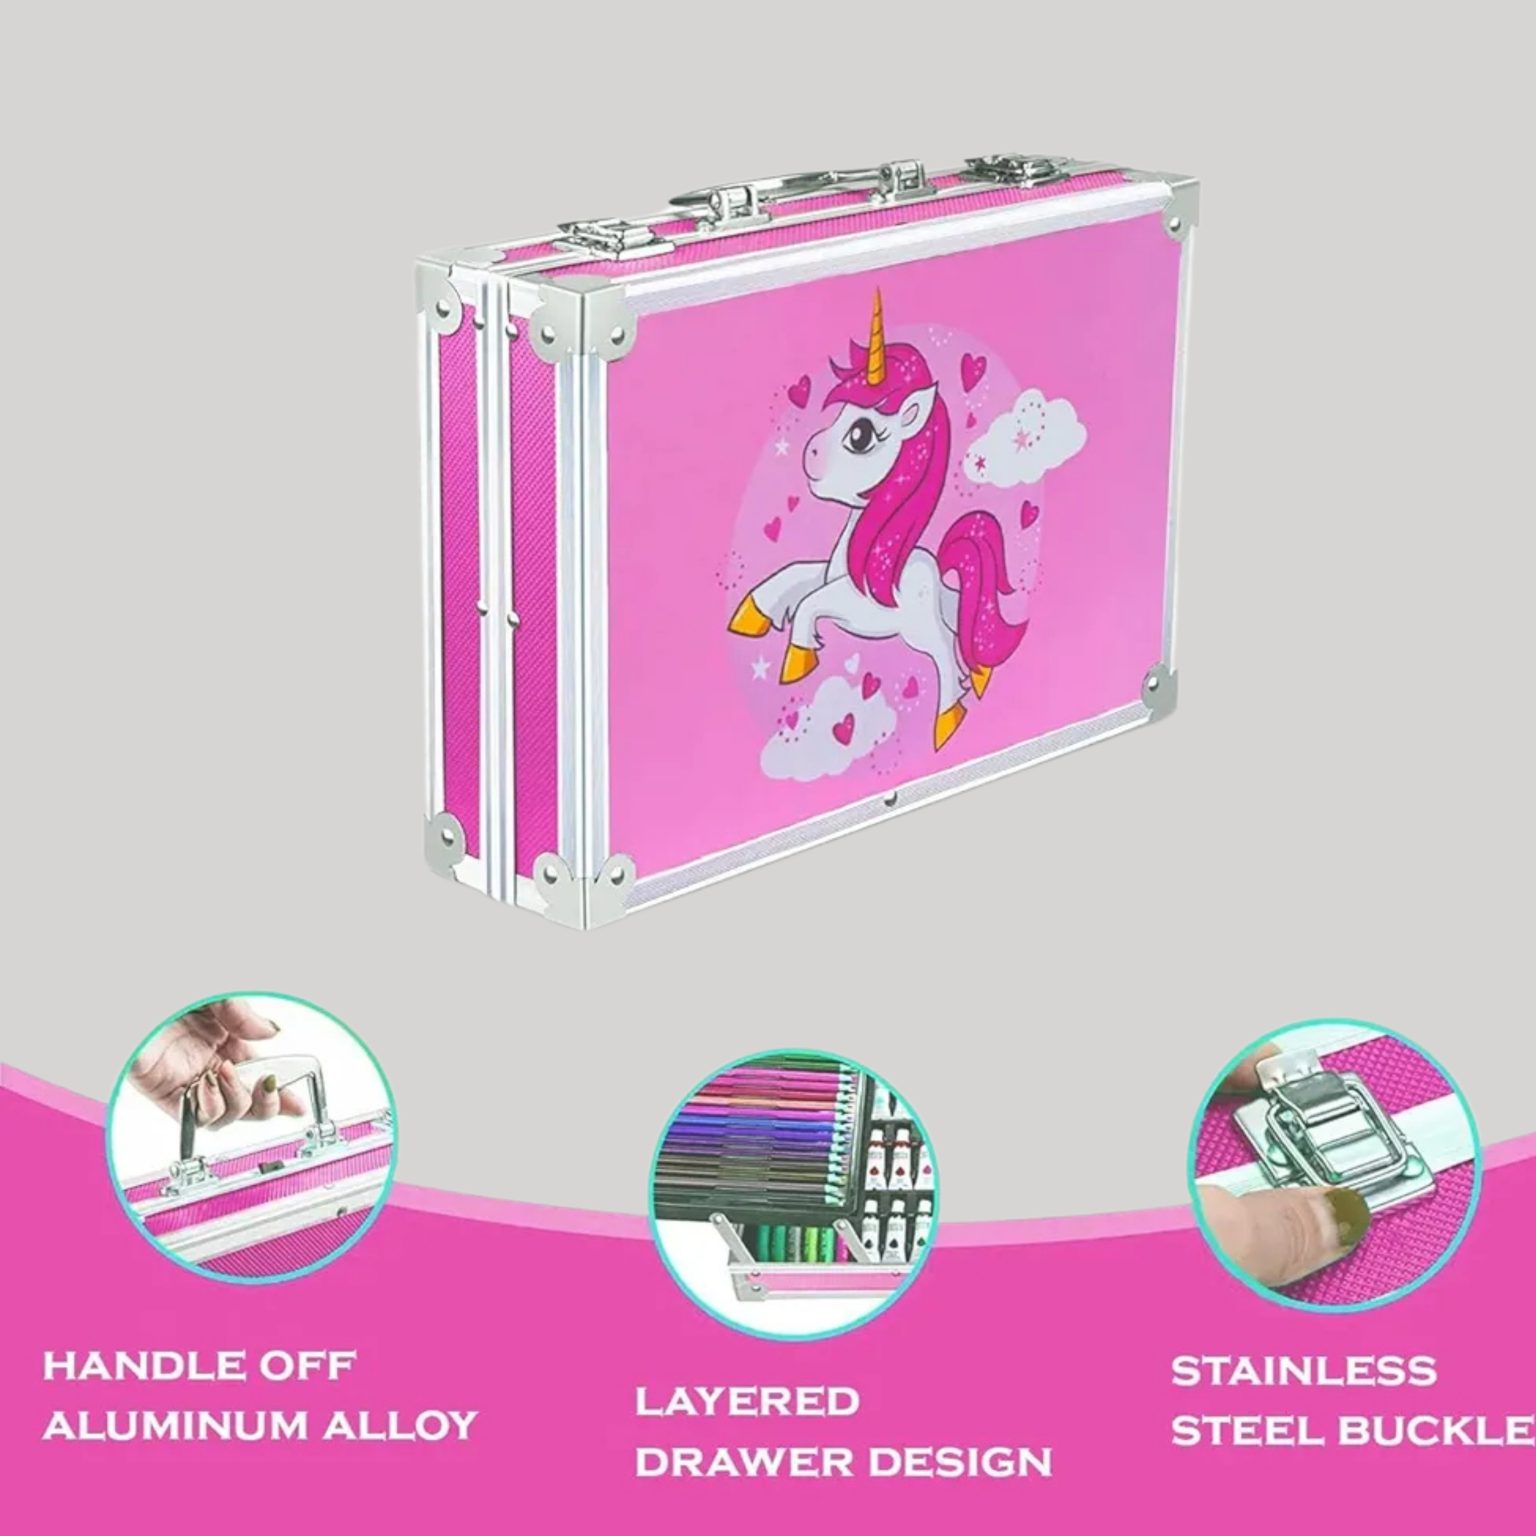 HANDLE OFF
ALUMINUM ALLOY
LAYERED
DRAWER DESIGN
STAINLESS
STEEL BUCKLE